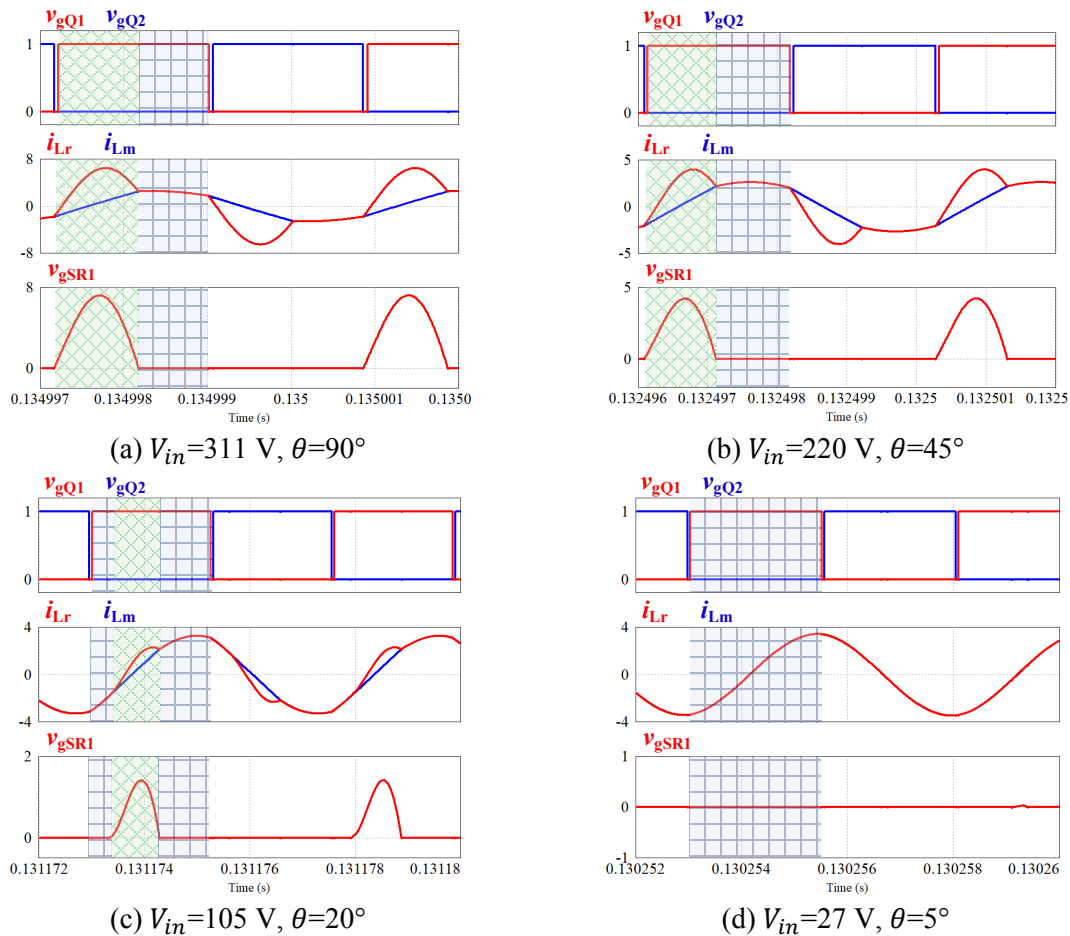 vgQ1 vgQ2
1
0
iLr iLm
8
0
-8
vgSR1
8
0
0.134997 0.134998 0.134999 0.135 0.135001 0.1350
Time (s)
(a) Vin=311 V, θ=90°
vgQ1 vgQ2
1
0
iLr iLm
5
0
-5
vgSR1
5
0
0.132496 0.132497 0.132498 0.132499 0.1325 0.132501 0.1325
Time (s)
(b) Vin=220 V, θ=45°
vgQ1 vgQ2
1
0
iLr iLm
4
0
-4
vgSR1
2
0
0.131172 0.131174 0.131176 0.131178 0.13118
Time (s)
(c) Vin=105 V, θ=20°
vgQ1 vgQ2
1
0
iLr iLm
4
0
-4
vgSR1
1
0
-1
0.130252 0.130254 0.130256 0.130258 0.13026
Time (s)
(d) Vin=27 V, θ=5°